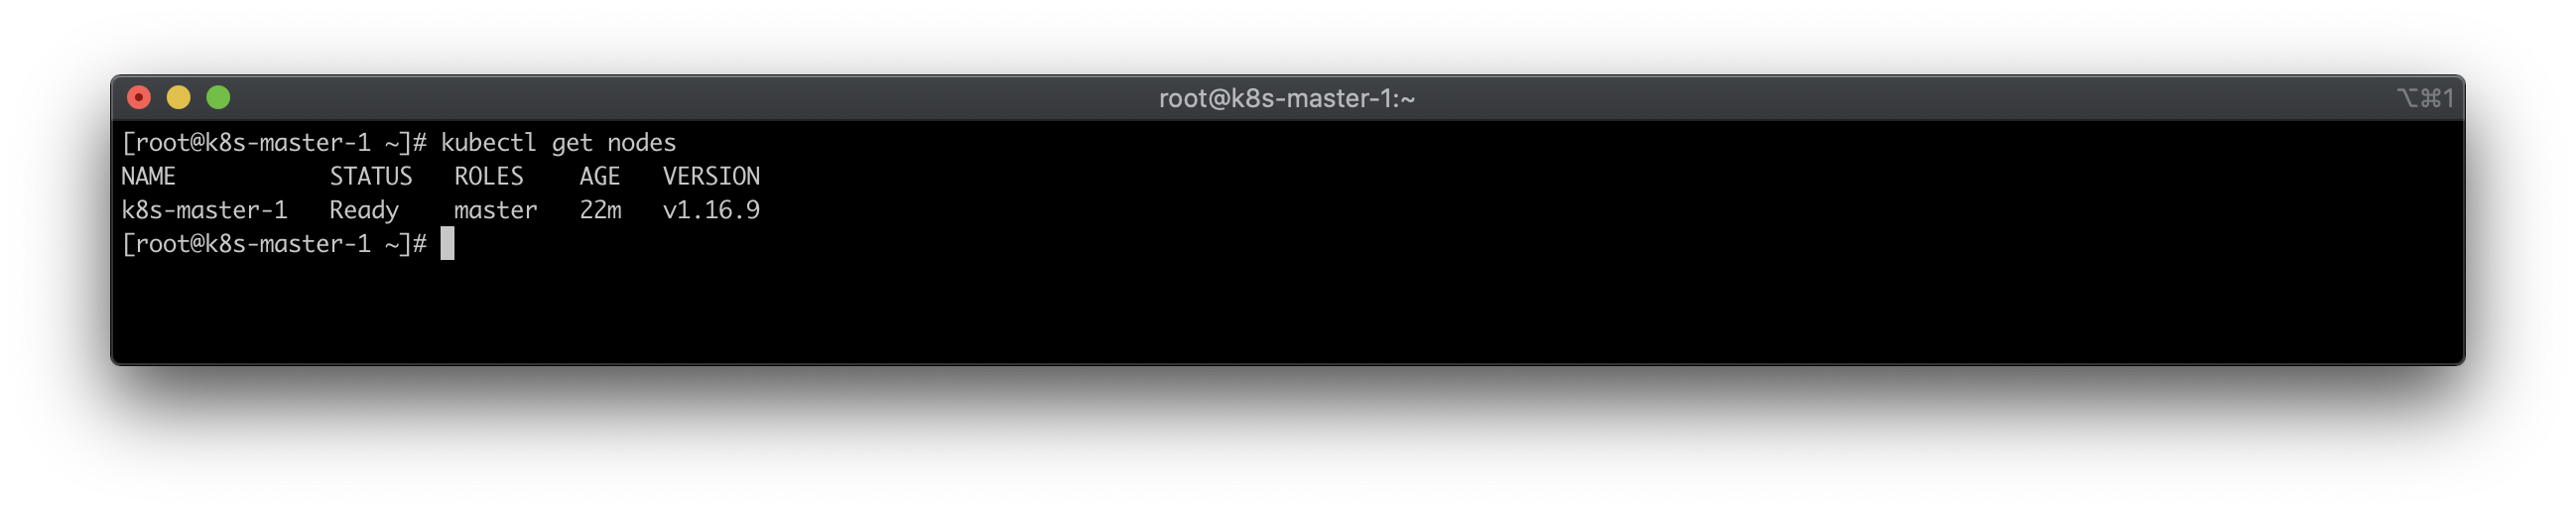 root@k8s-master-1:~
⌥⌘1
[root@k8s-master-1 ~]# kubectl get nodes
NAME STATUS ROLES AGE VERSION
k8s-master-1 Ready master 22m v1.16.9
[root@k8s-master-1 ~]#